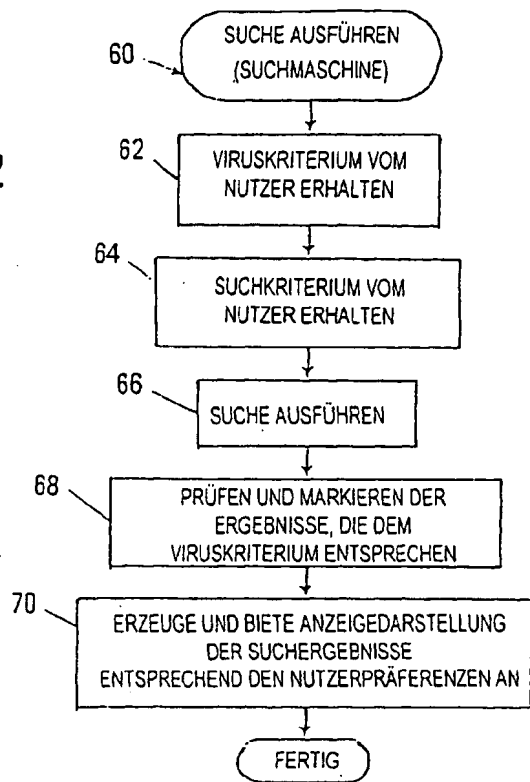 SUCHE AUSFÜHREN
(SUCHMASCHINE)
60
62
VIRUSKRITERIUM VOM
NUTZER ERHALTEN
64
SUCHKRITERIUM VOM
NUTZER ERHALTEN
66
SUCHE AUSFÜHREN
68
PRÜFEN UND MARKIEREN DER
ERGEBNISSE, DIE DEM
VIRUSKRITERIUM ENTSPRECHEN
70
ERZEUGE UND BIETE ANZEIGEDARSTELLUNG
DER SUCHERGEBNISSE
ENTSPRECHEND DEN NUTZERPRÄFERENZEN AN
FERTIG